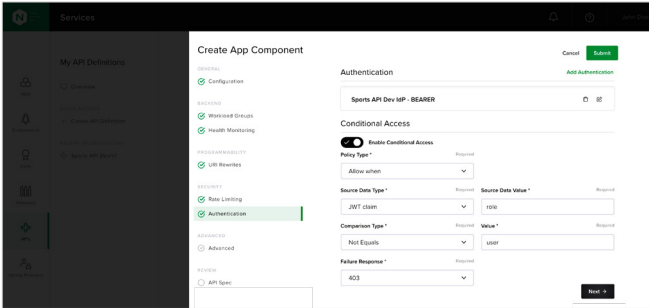 Services
My API Definitions
Create App Component
Cancel
Submit
GENERAL
Configuration
BACKEND
Workload Groups
Health Monitoring
PROGRAMMABILITY
URI Rewrites
SECURITY
Rate Limiting
Authentication
ADVANCED
Advanced
REVIEW
API Spec
Authentication
Add Authentication
Sports API Dev IdP - BEARER
Conditional Access
Enable Conditional Access
Policy Type * Required
Allow when
Source Data Type * Required Source Data Value * Required
JWT claim role
Comparison Type * Required Value * Required
Not Equals user
Failure Response * Required
403
Next →